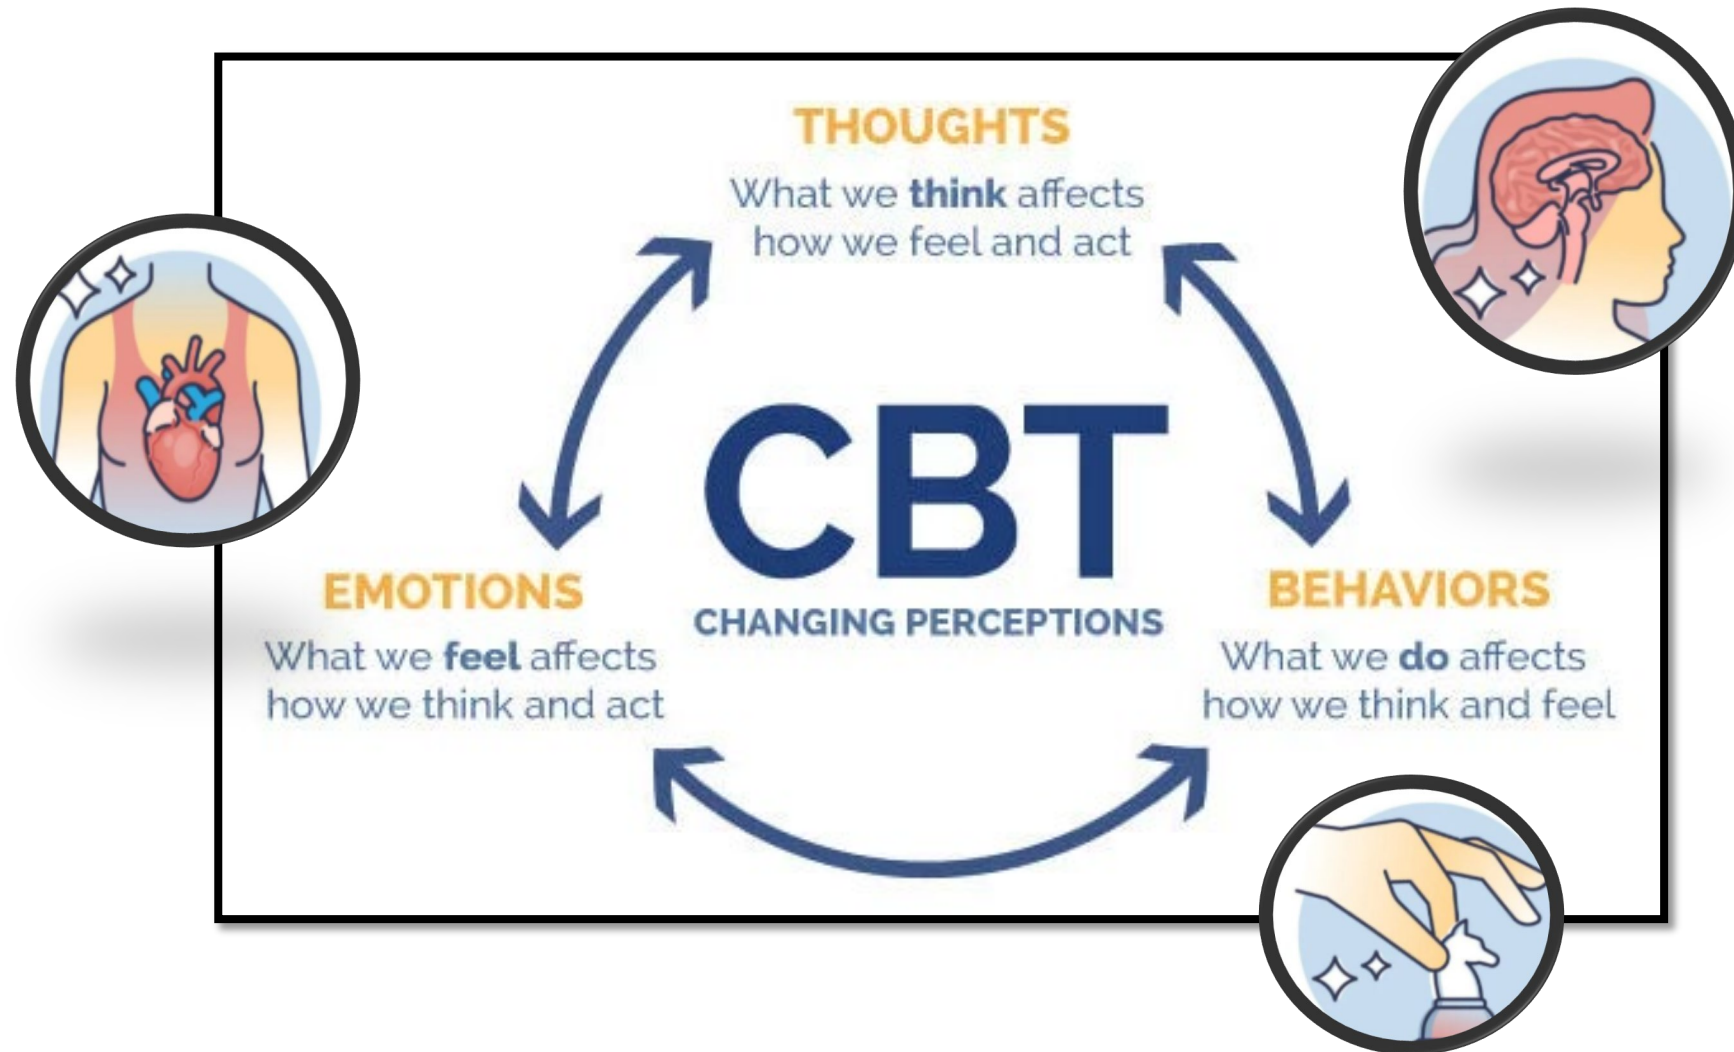 THOUGHTS
What we think affects
how we feel and act
CBT
CHANGING PERCEPTIONS
EMOTIONS
What we feel affects
how we think and act
BEHAVIORS
What we do affects
how we think and feel